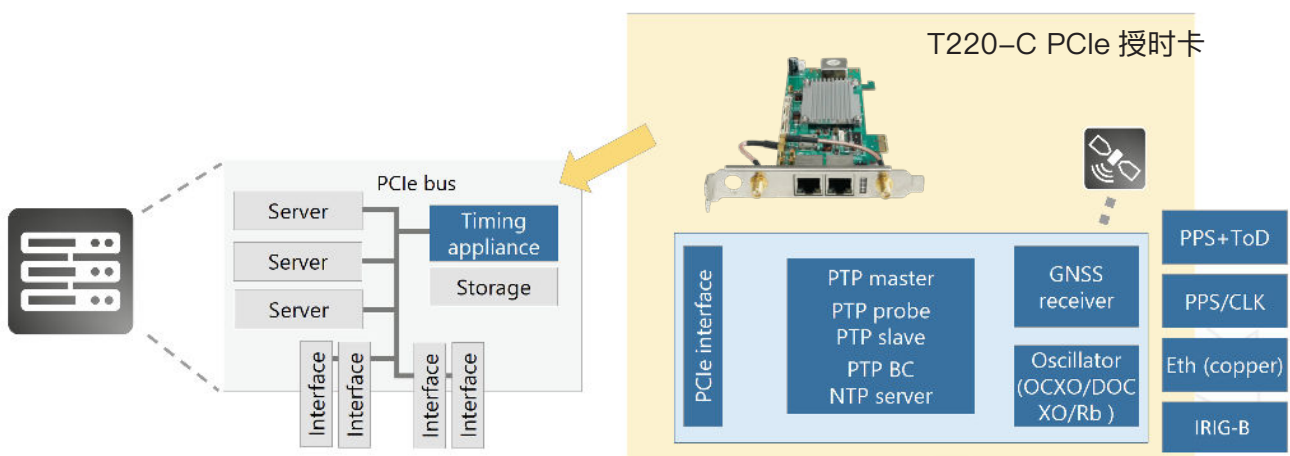 T220-C PCIe 授时卡
PCIe bus
Server
Server
Server
Timing
appliance
Storage
Interface
Interface
Interface
Interface
PCIe interface
PTP master
PTP probe
PTP slave
PTP BC
NTP server
GNSS
receiver
Oscillator
(OCXO/DOC
XO/Rb )
PPS+ToD
PPS/CLK
Eth (copper)
IRIG-B